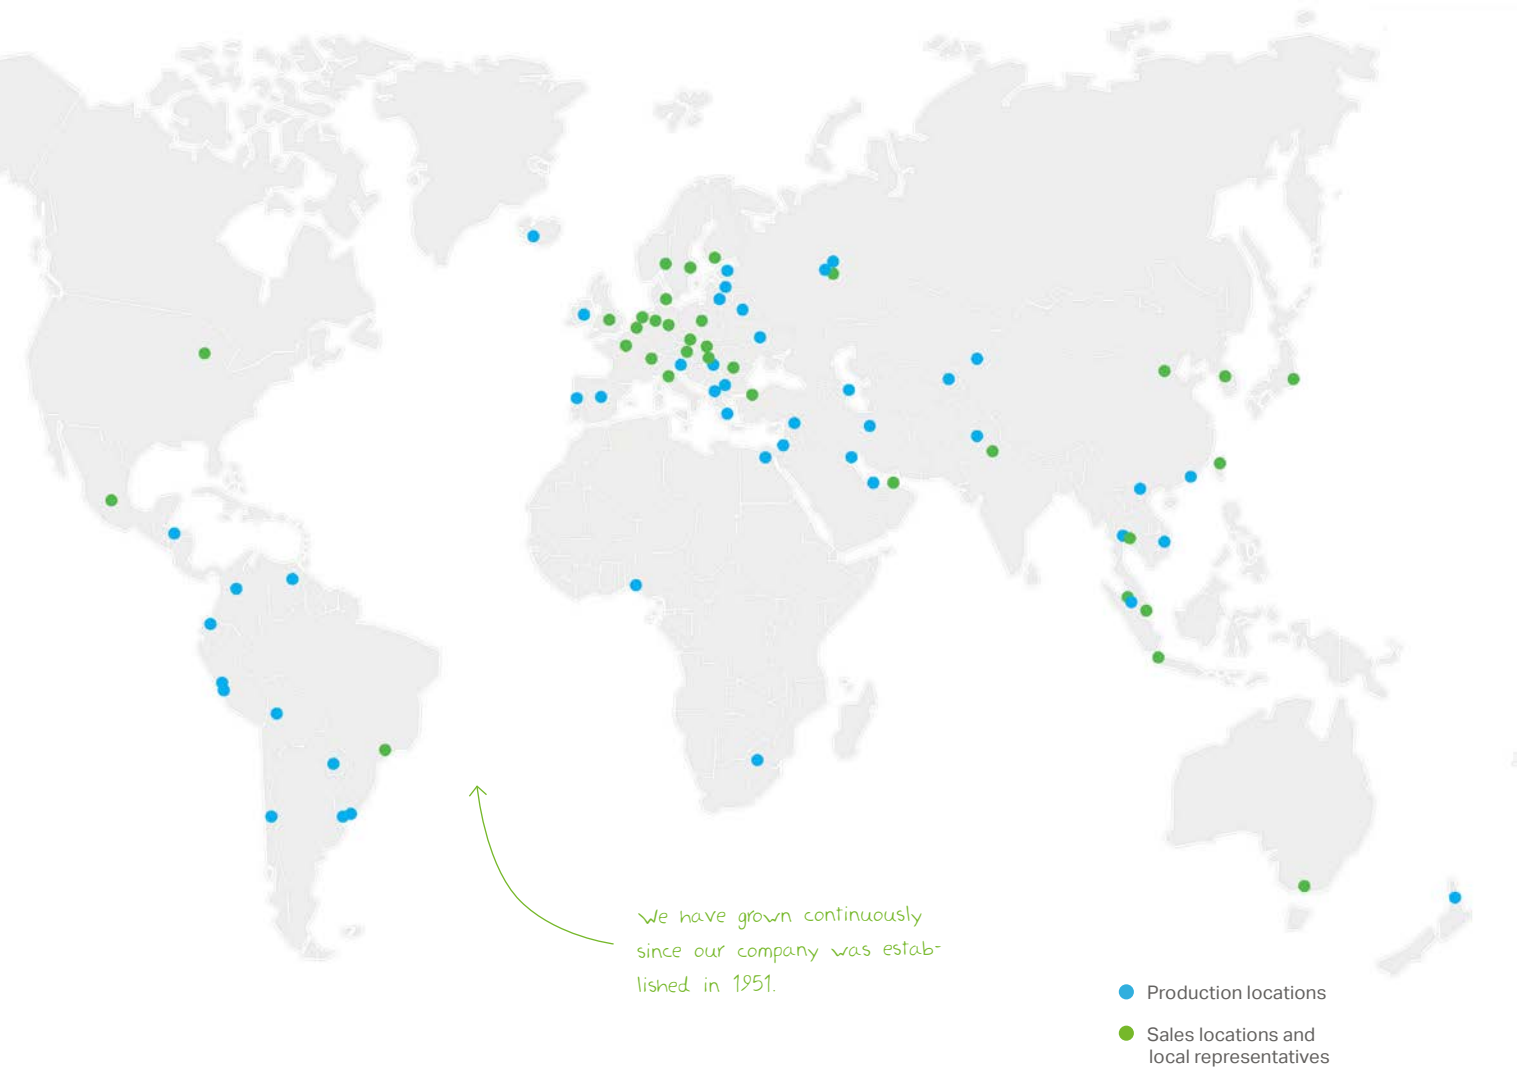 We have grown continuously
since our company was estab-
lished in 1951.
Production locations
Sales locations and
local representatives